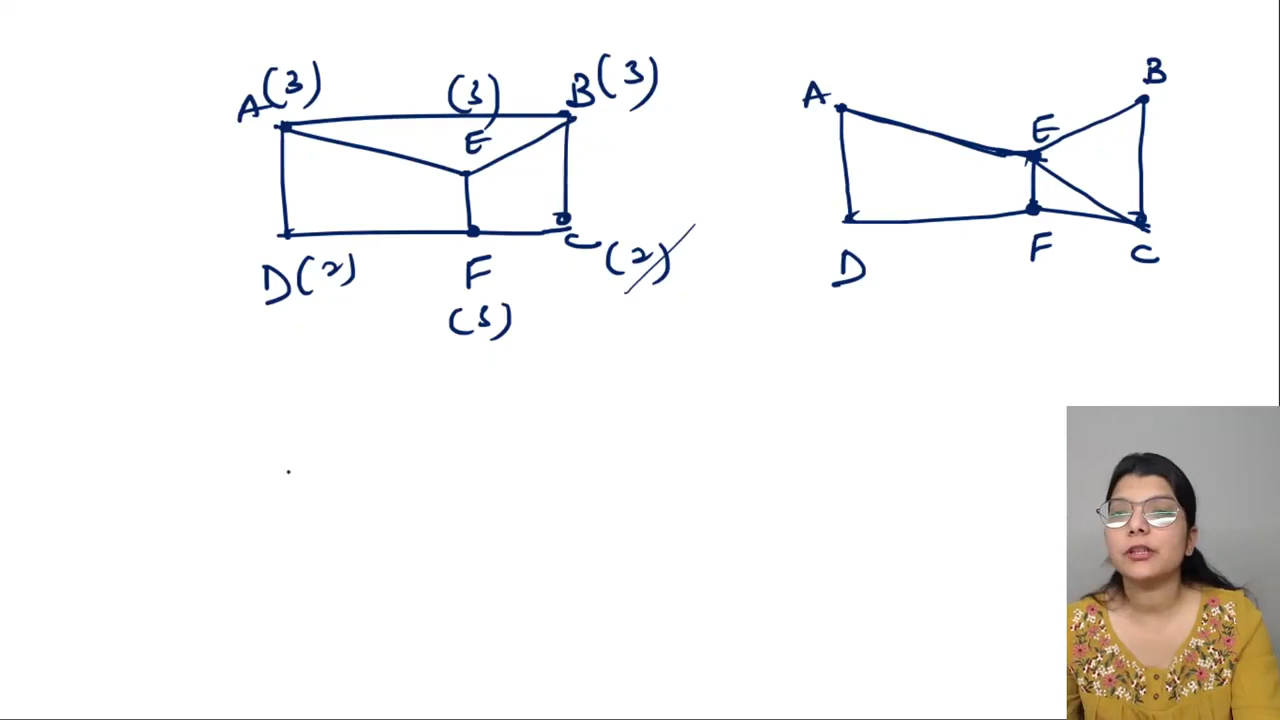 A(3) (3) B(3)
E
D(2) F C(2)
(3)
A B
E
D F C